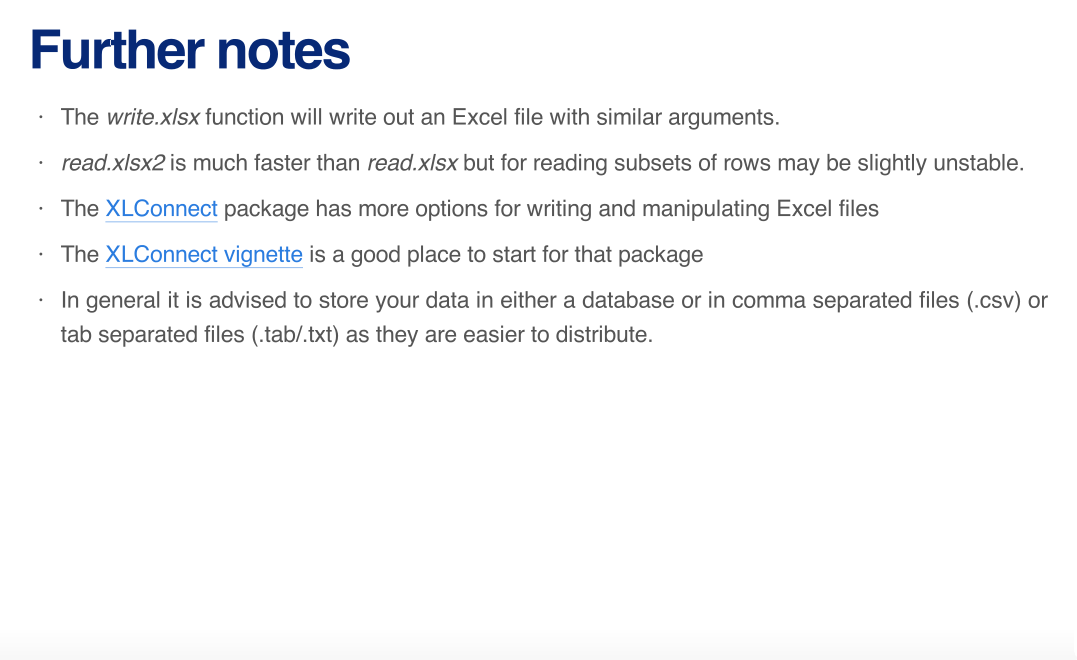 Further notes
· The write.xlsx function will write out an Excel file with similar arguments.
· read.xlsx2 is much faster than read.xlsx but for reading subsets of rows may be slightly unstable.
· The XLConnect package has more options for writing and manipulating Excel files
· The XLConnect vignette is a good place to start for that package
· In general it is advised to store your data in either a database or in comma separated files (.csv) or
tab separated files (.tab/.txt) as they are easier to distribute.